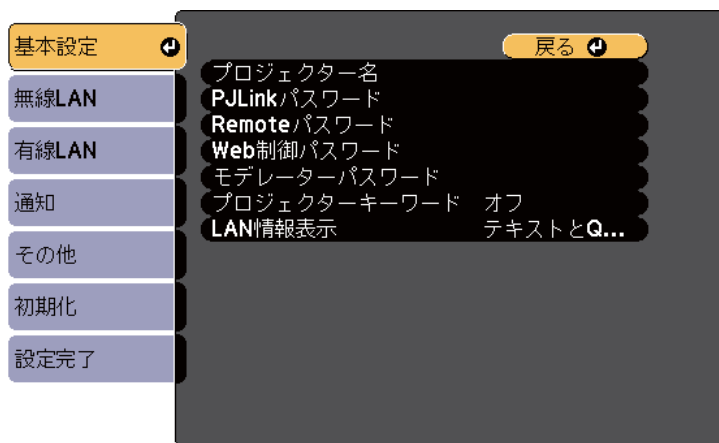 基本設定
無線LAN
有線LAN
通知
その他
初期化
設定完了
戻る
プロジェクター名
PJLinkパスワード
Remoteパスワード
Web制御パスワード
モデレーターパスワード
プロジェクターキーワード オフ
LAN情報表示 テキストとQ...